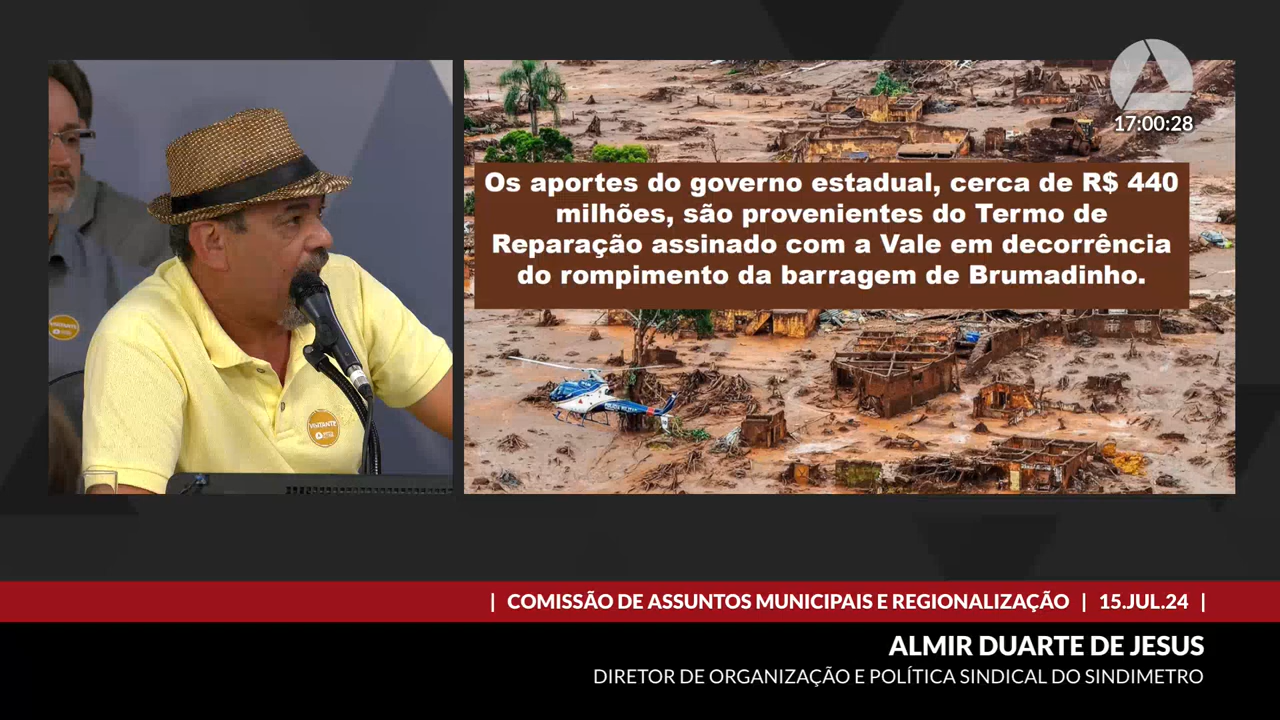 17:00:28
Os aportes do governo estadual, cerca de R$ 440
milhões, são provenientes do Termo de
Reparação assinado com a Vale em decorrência
do rompimento da barragem de Brumadinho.
VISITANTE
VISITANTE
| COMISSÃO DE ASSUNTOS MUNICIPAIS E REGIONALIZAÇÃO | 15.JUL.24 |
ALMIR DUARTE DE JESUS
DIRETOR DE ORGANIZAÇÃO E POLÍTICA SINDICAL DO SINDIMETRO